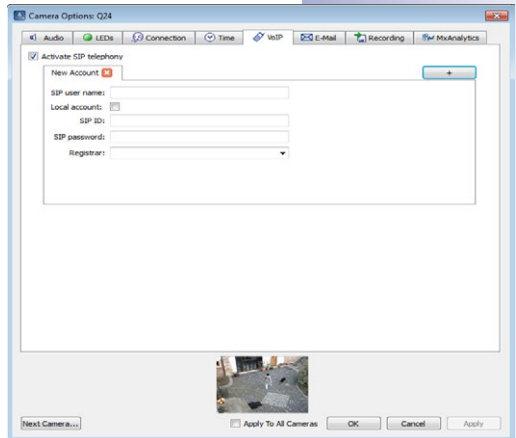 Camera Options: Q24
Audio LEDs Connection Time VoIP E-Mail Recording MxAnalytics
Activate SIP telephony
New Account +
SIP user name:
Local account:
SIP ID:
SIP password:
Registrar:
Next Camera... Apply To All Cameras OK Cancel Apply